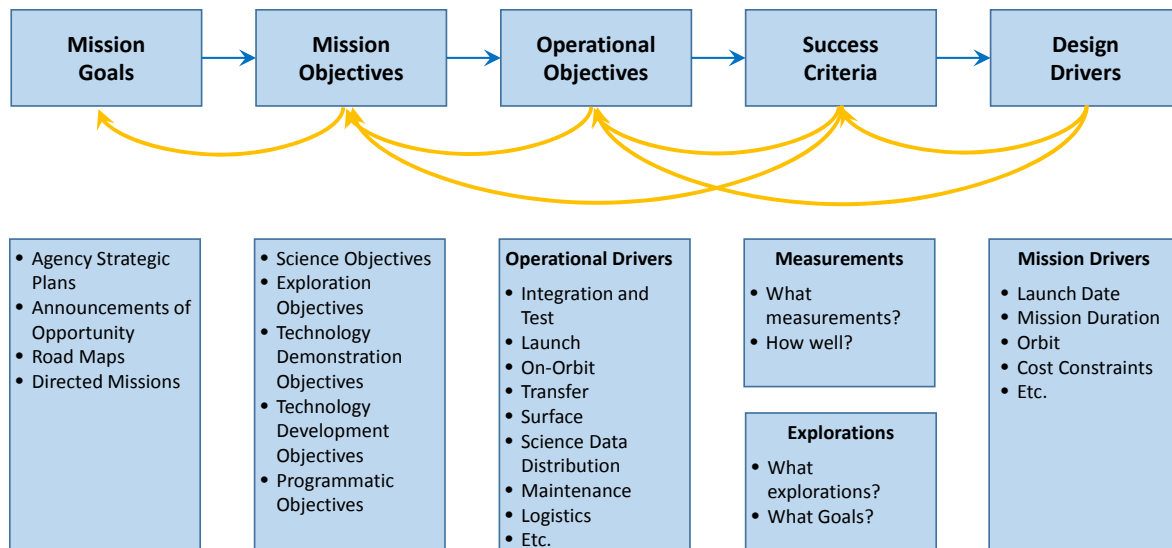 Mission
Goals
Mission
Objectives
Operational
Objectives
Success
Criteria
Design
Drivers
• Agency Strategic
Plans
• Announcements of
Opportunity
• Road Maps
• Directed Missions
• Science Objectives
• Exploration
Objectives
• Technology
Demonstration
Objectives
• Technology
Development
Objectives
• Programmatic
Objectives
Operational Drivers
• Integration and
Test
• Launch
• On-Orbit
• Transfer
• Surface
• Science Data
Distribution
• Maintenance
• Logistics
• Etc.
Measurements
• What
measurements?
• How well?
Explorations
• What
explorations?
• What Goals?
Mission Drivers
• Launch Date
• Mission Duration
• Orbit
• Cost Constraints
• Etc.